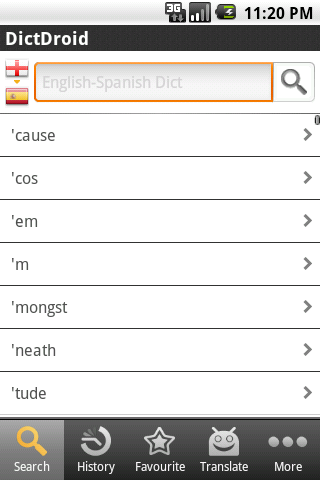 3G
11:20 PM
DictDroid
English-Spanish Dict
'cause
'cos
'em
'm
'mongst
'neath
'tude
Search
History
Favourite
Translate
More